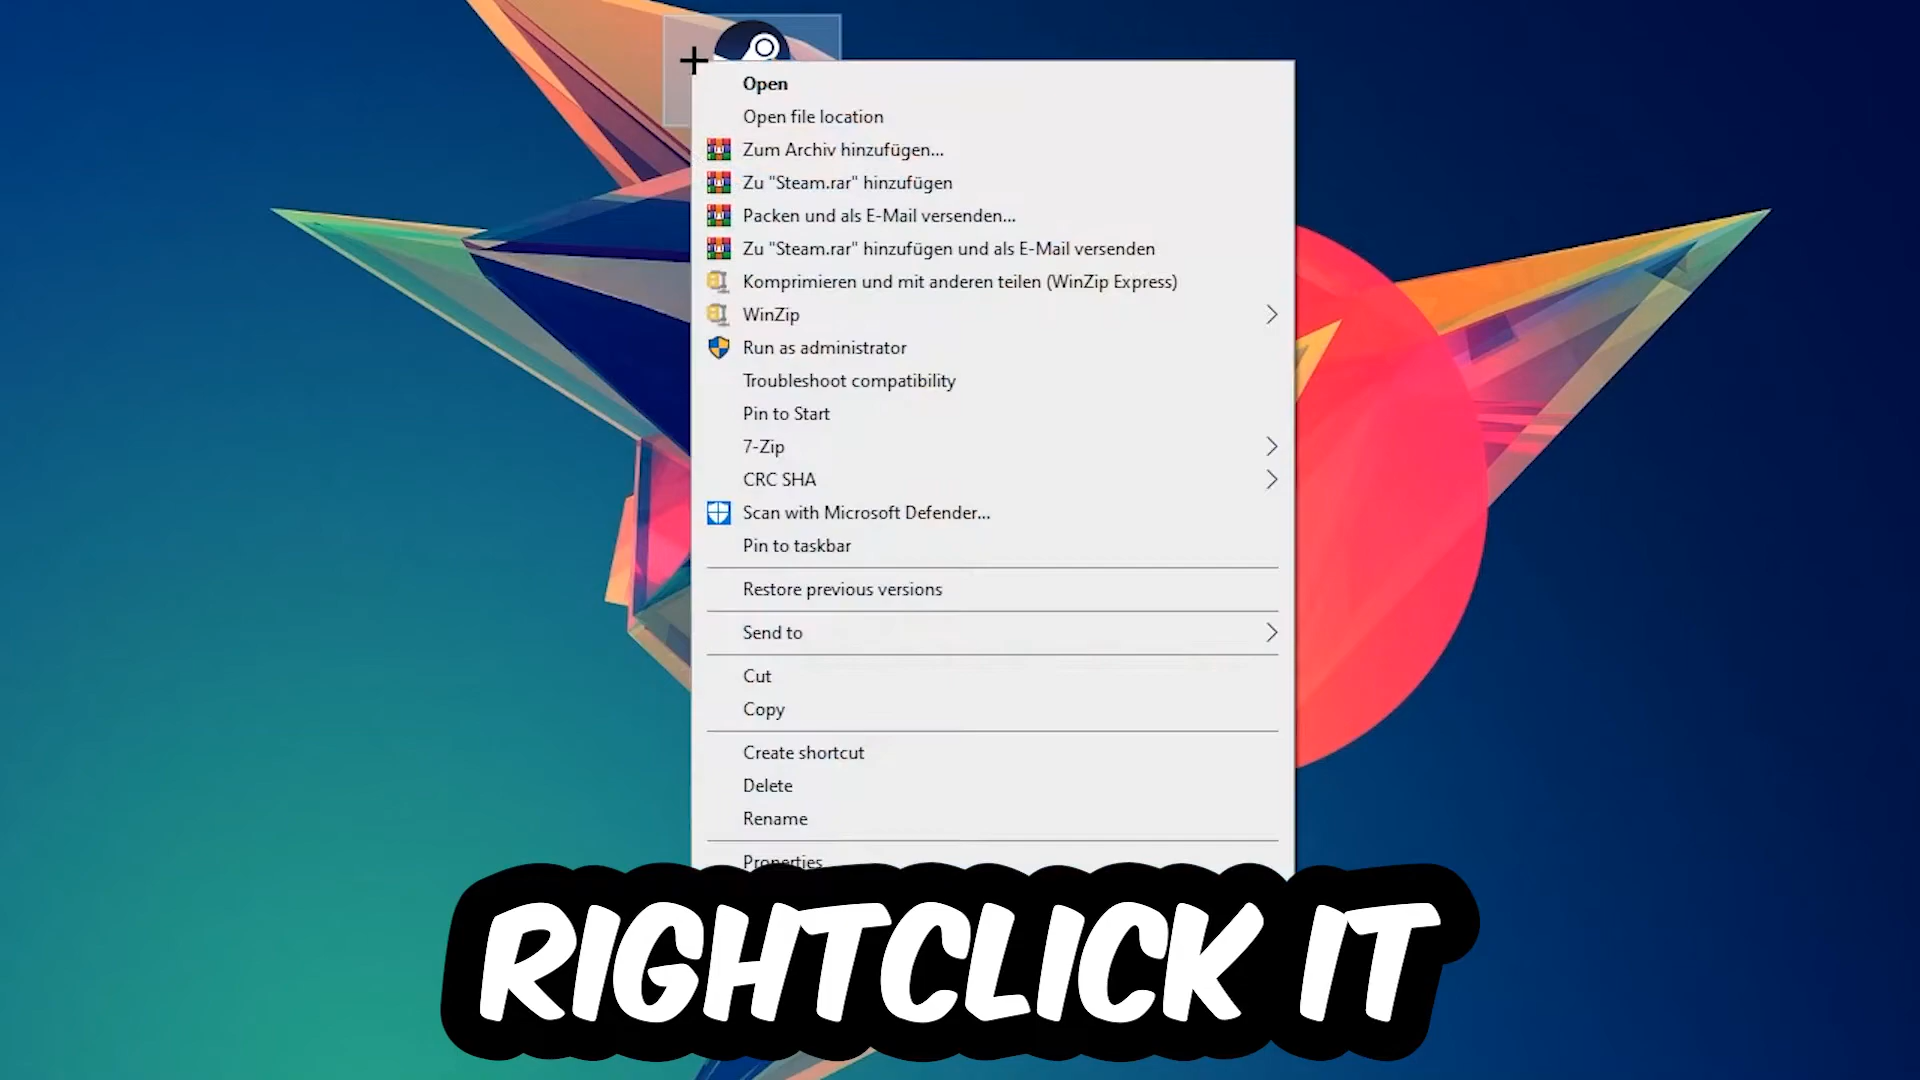 Open
Open file location
Zum Archiv hinzufügen...
Zu "Steam.rar" hinzufügen
Packen und als E-Mail versenden...
Zu "Steam.rar" hinzufügen und als E-Mail versenden
Komprimieren und mit anderen teilen (WinZip Express)
WinZip
Run as administrator
Troubleshoot compatibility
Pin to Start
7-Zip
CRC SHA
Scan with Microsoft Defender...
Pin to taskbar
Restore previous versions
Send to
Cut
Copy
Create shortcut
Delete
Rename
Properties
RIGHTCLICK IT